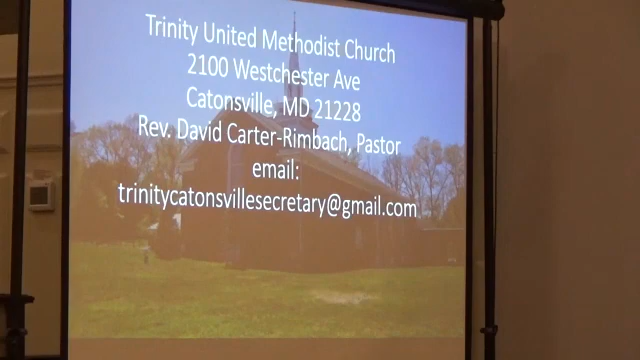 Trinity United Methodist Church
2100 Westchester Ave
Catonsville, MD 21228
Rev. David Carter-Rimbach, Pastor
email:
trinitycatonsvillesecretary@gmail.com